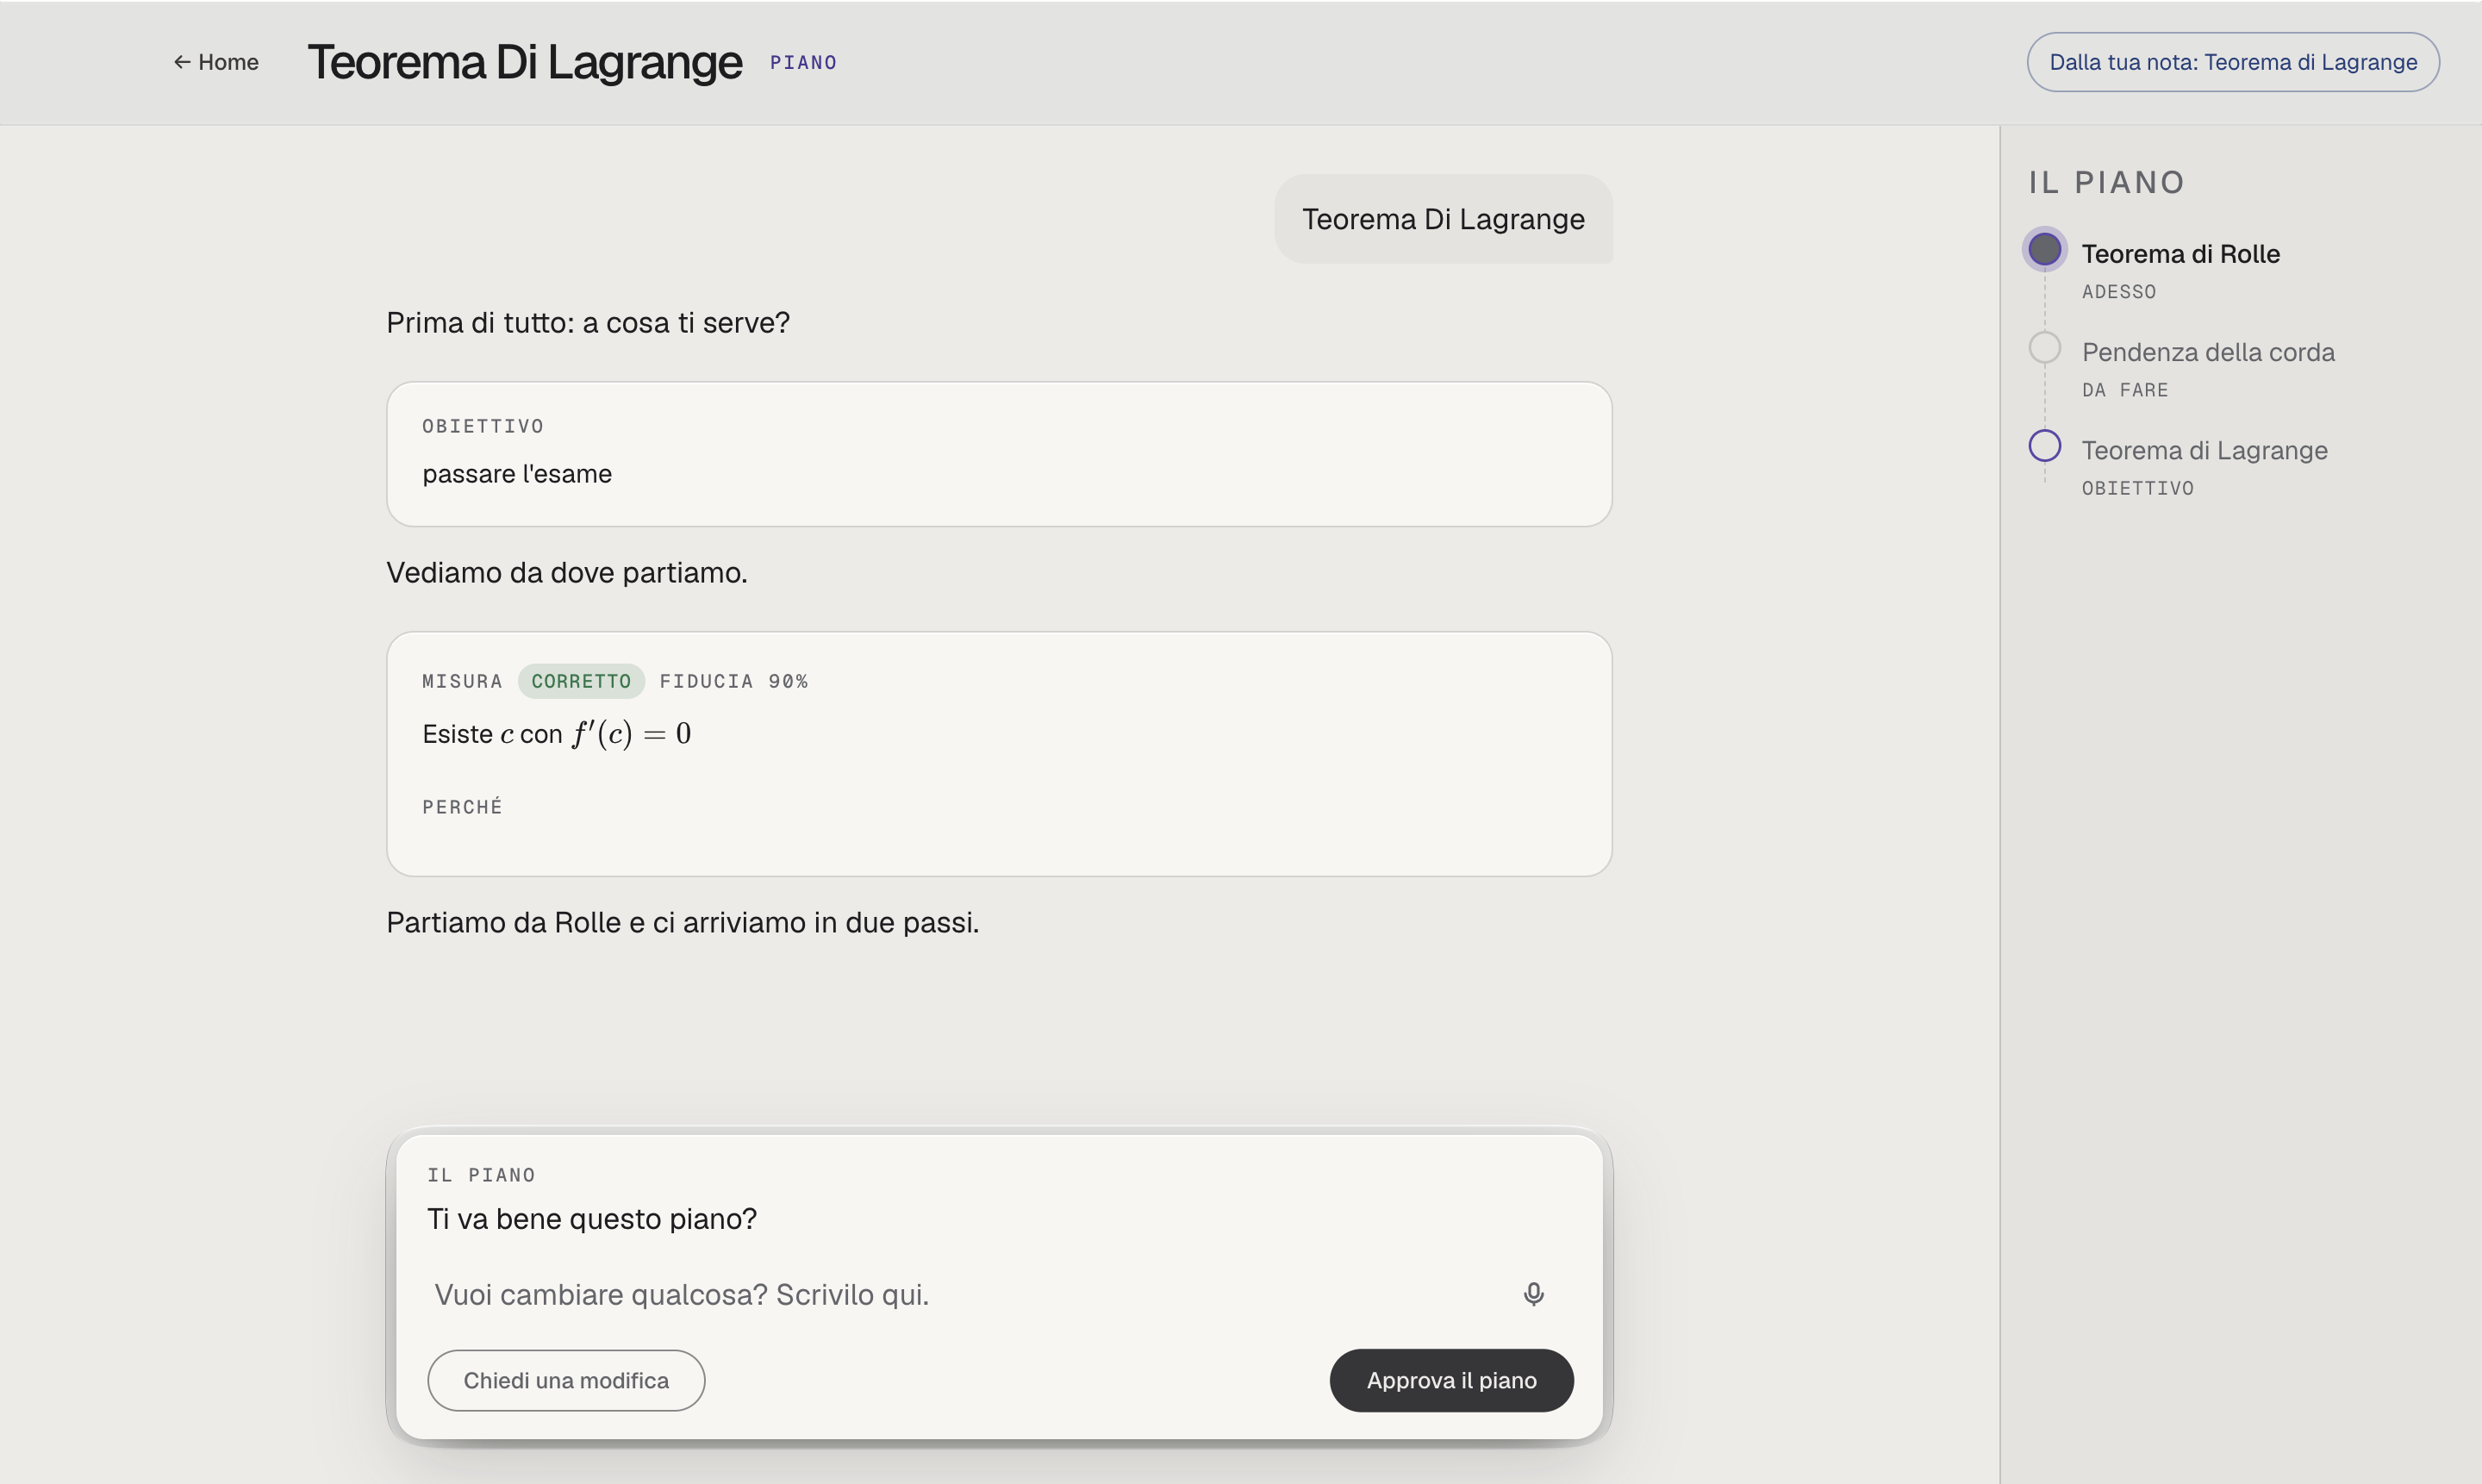 ← Home
Teorema Di Lagrange
PIANO
Dalla tua nota: Teorema di Lagrange
Teorema Di Lagrange
Prima di tutto: a cosa ti serve?
OBIETTIVO
passare l'esame
Vediamo da dove partiamo.
MISURA CORRETTO FIDUCIA 90%
Esiste c con f′(c) = 0
PERCHÉ
Partiamo da Rolle e ci arriviamo in due passi.
IL PIANO
Ti va bene questo piano?
Vuoi cambiare qualcosa? Scrivilo qui.
Chiedi una modifica
Approva il piano
IL PIANO
Teorema di Rolle
ADESSO
Pendenza della corda
DA FARE
Teorema di Lagrange
OBIETTIVO